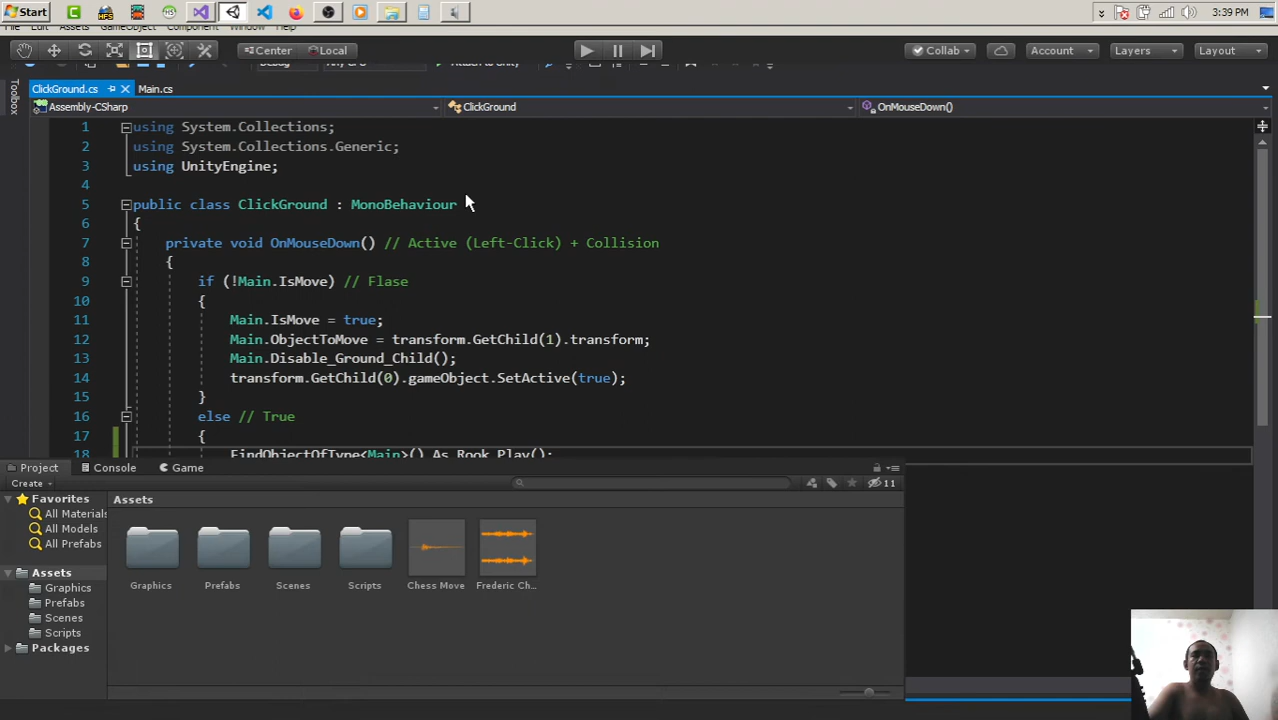 Start
3:39 PM
Edit Assets GameObject Component Window Help
Center Local Collab Account Layers Layout
ClickGround.cs Main.cs
Toolbox
Assembly-CSharp ClickGround OnMouseDown()
1 using System.Collections;
2 using System.Collections.Generic;
3 using UnityEngine;
4
5 public class ClickGround : MonoBehaviour
6 {
7 private void OnMouseDown() // Active (Left-Click) + Collision
8 {
9 if (!Main.IsMove) // Flase
10 {
11 Main.IsMove = true;
12 Main.ObjectToMove = transform.GetChild(1).transform;
13 Main.Disable_Ground_Child();
14 transform.GetChild(0).gameObject.SetActive(true);
15 }
16 else // True
17 {
18 FindObjectOfType<Main>().As_Rook_Play();
Project Console Game
Create 11
Favorites
All Materials
All Models
All Prefabs
Assets
Graphics
Prefabs
Scenes
Scripts
Packages
Assets
Graphics Prefabs Scenes Scripts Chess Move Frederic Ch...